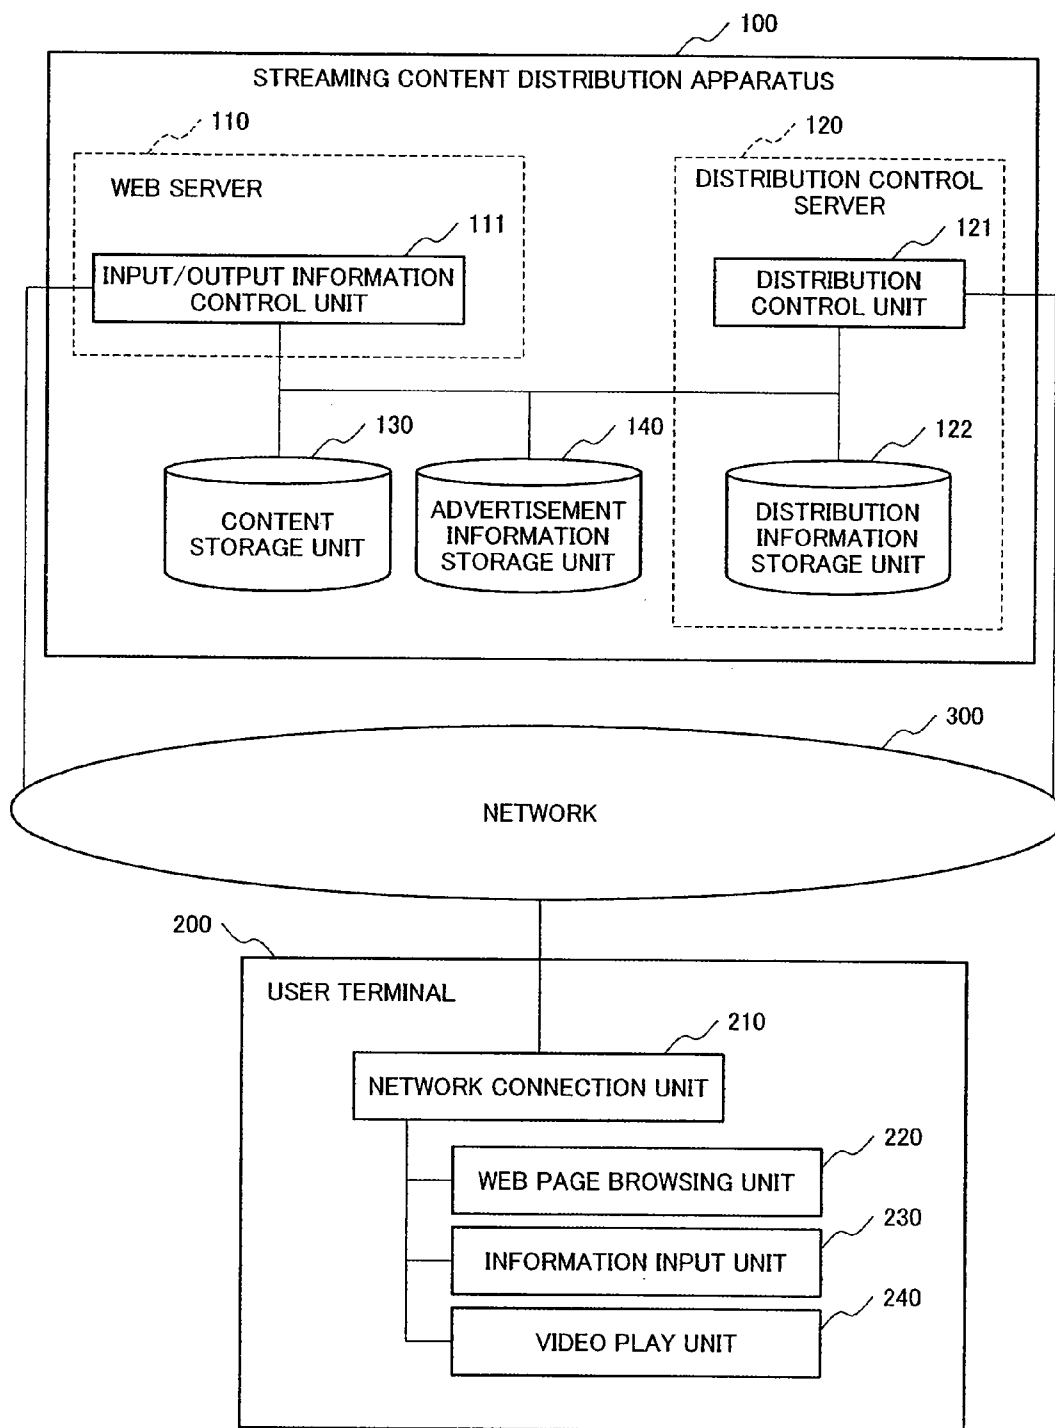 100
STREAMING CONTENT DISTRIBUTION APPARATUS
110
120
WEB SERVER
DISTRIBUTION CONTROL
SERVER
111
121
INPUT/OUTPUT INFORMATION
CONTROL UNIT
DISTRIBUTION
CONTROL UNIT
130
140
122
CONTENT
STORAGE UNIT
ADVERTISEMENT
INFORMATION
STORAGE UNIT
DISTRIBUTION
INFORMATION
STORAGE UNIT
300
NETWORK
200
USER TERMINAL
210
NETWORK CONNECTION UNIT
220
WEB PAGE BROWSING UNIT
230
INFORMATION INPUT UNIT
240
VIDEO PLAY UNIT